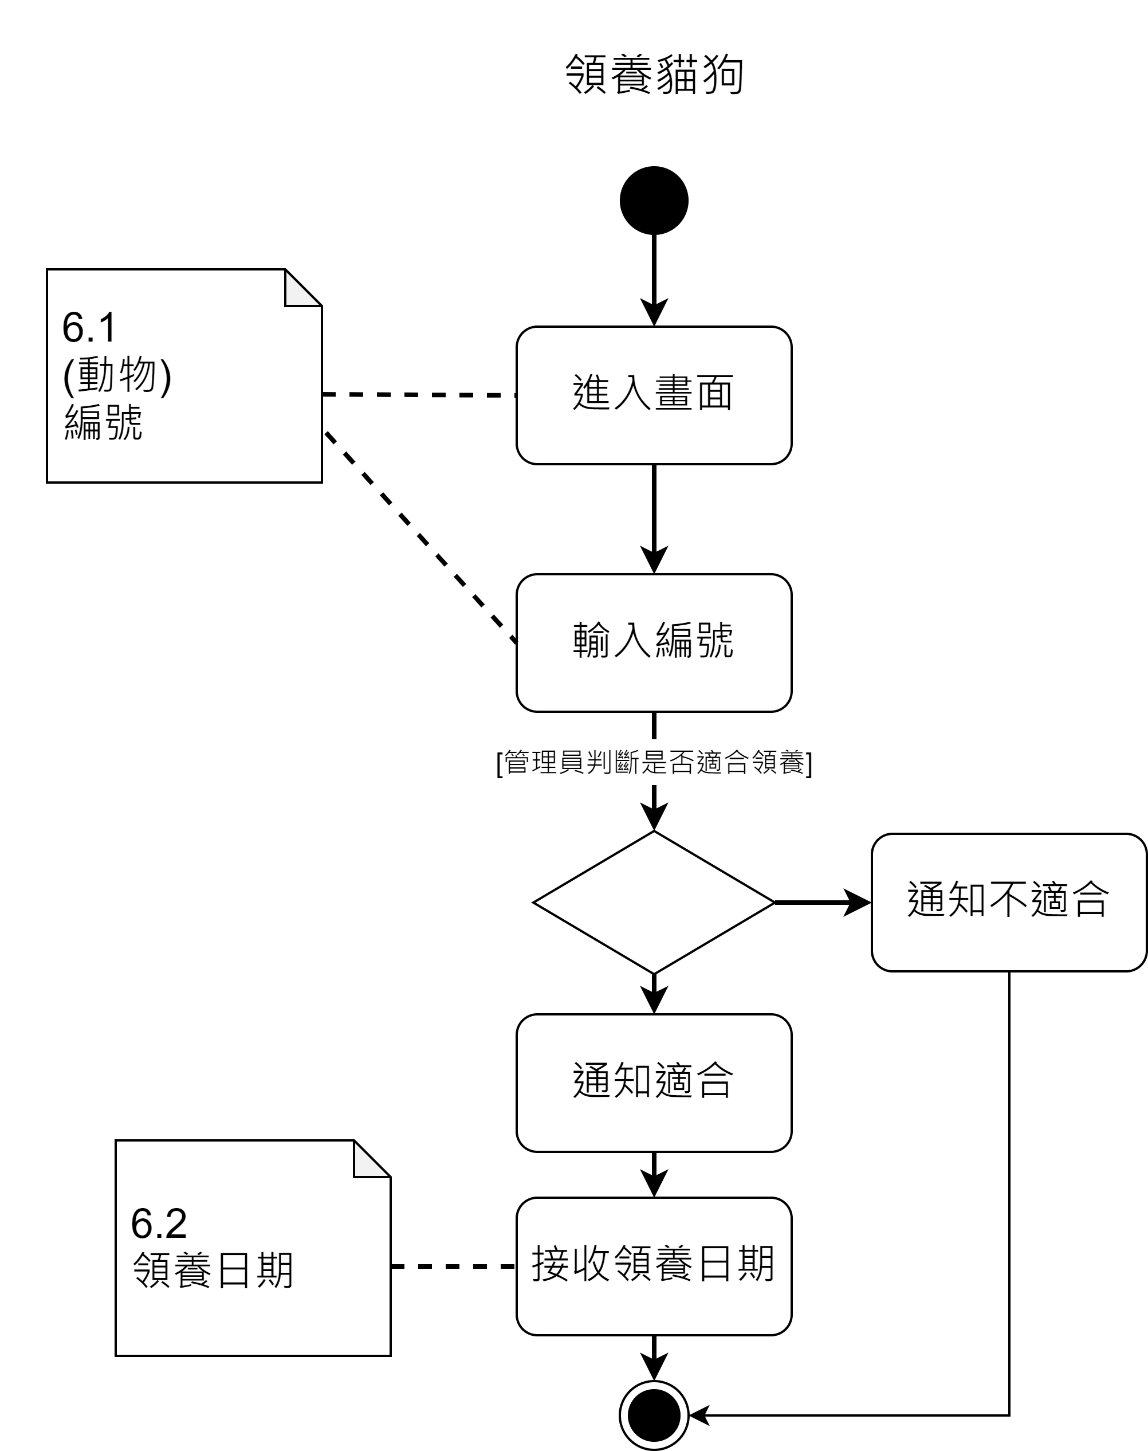 領養貓狗
6.1
(動物)
編號
進入畫面
輸入編號
[管理員判斷是否適合領養]
通知不適合
通知適合
6.2
領養日期
接收領養日期